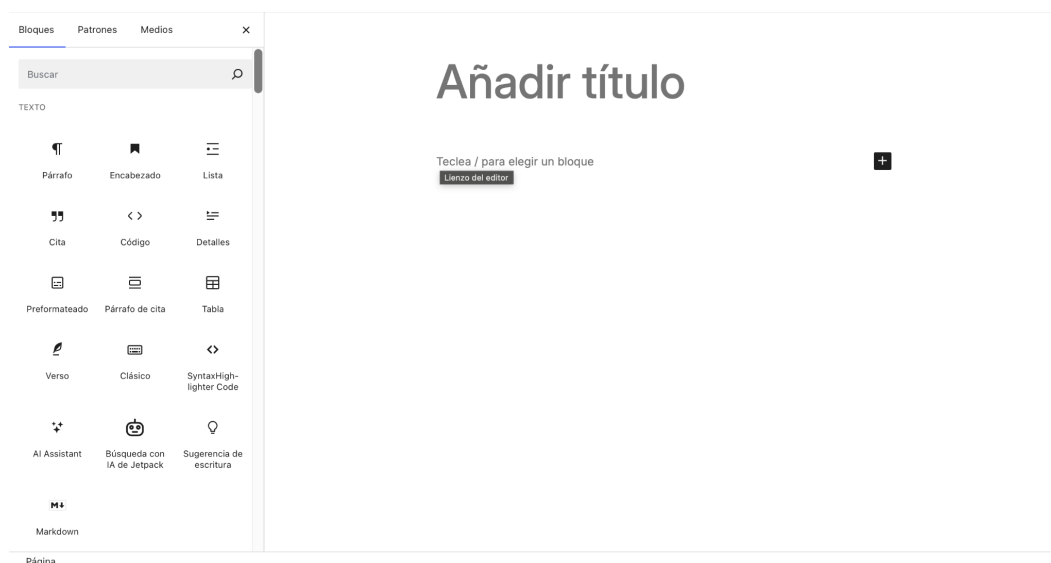 Bloques Patrones Medios
Buscar
TEXTO
Párrafo Encabezado Lista
Cita Código Detalles
Preformateado Párrafo de cita Tabla
Verso Clásico SyntaxHigh-
lighter Code
AI Assistant Búsqueda con
IA de Jetpack Sugerencia de
escritura
M↓
Markdown
Página
Añadir título
Teclea / para elegir un bloque
Lienzo del editor